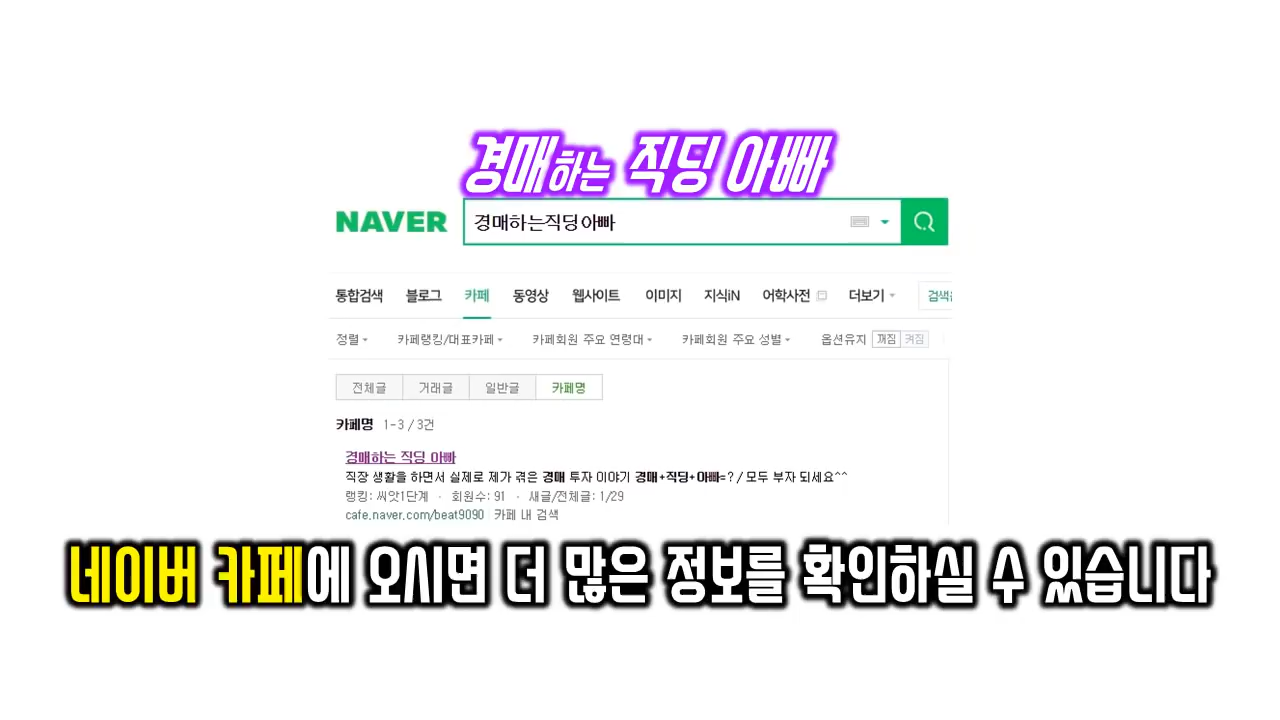 경매하는 직딩 아빠
NAVER 경매하는직딩아빠
통합검색 블로그 카페 동영상 웹사이트 이미지 지식iN 어학사전 더보기
정렬 카페랭킹/대표카페 카페회원 주요 연령대 카페회원 주요 성별 옵션유지 꺼짐 켜짐
전체글 거래글 일반글 카페명
카페명 1-3 / 3건
경매하는 직딩 아빠
직장 생활을 하면서 실제로 제가 겪은 경매 투자 이야기 경매+직딩+아빠=? / 모두 부자 되세요^^
랭킹: 씨앗1단계 · 회원수: 91 · 새글/전체글: 1/29
cafe.naver.com/beat9090 카페 내 검색
네이버 카페에 오시면 더 많은 정보를 확인하실 수 있습니다